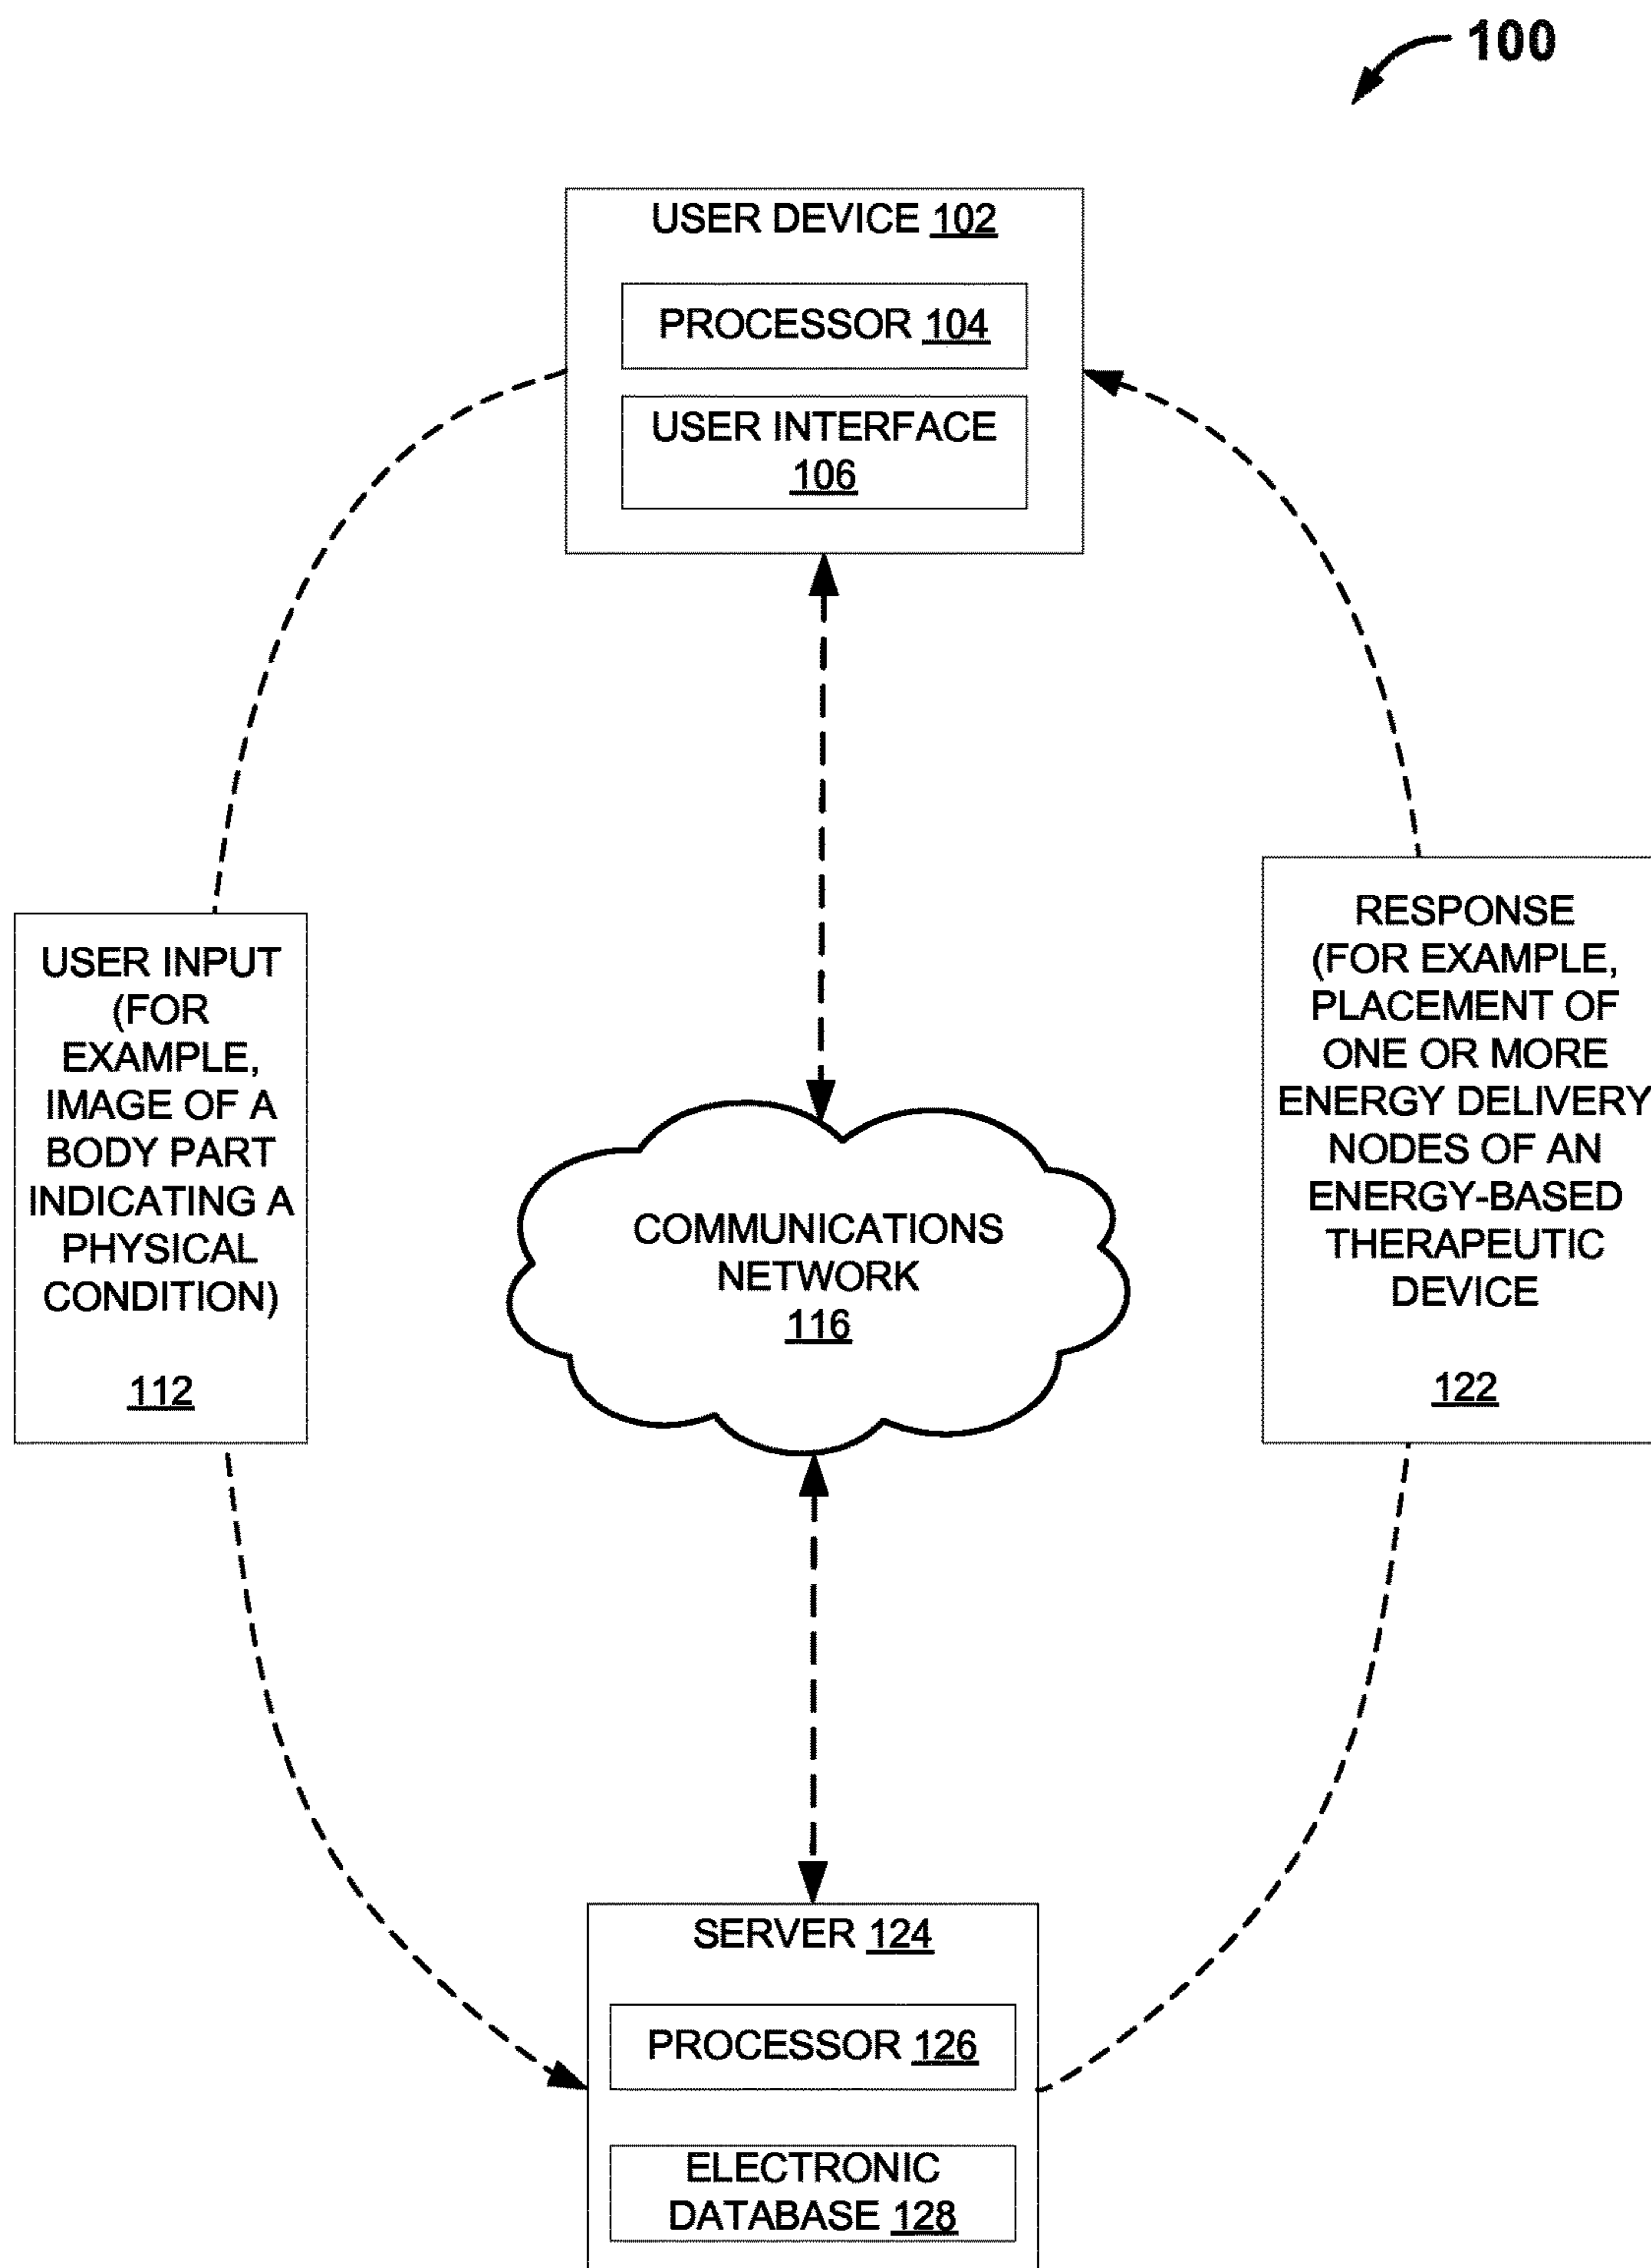 100
USER DEVICE 102
PROCESSOR 104
USER INTERFACE
106
USER INPUT
(FOR
EXAMPLE,
IMAGE OF A
BODY PART
INDICATING A
PHYSICAL
CONDITION)
112
COMMUNICATIONS
NETWORK
116
RESPONSE
(FOR EXAMPLE,
PLACEMENT OF
ONE OR MORE
ENERGY DELIVERY
NODES OF AN
ENERGY-BASED
THERAPEUTIC
DEVICE
122
SERVER 124
PROCESSOR 126
ELECTRONIC
DATABASE 128